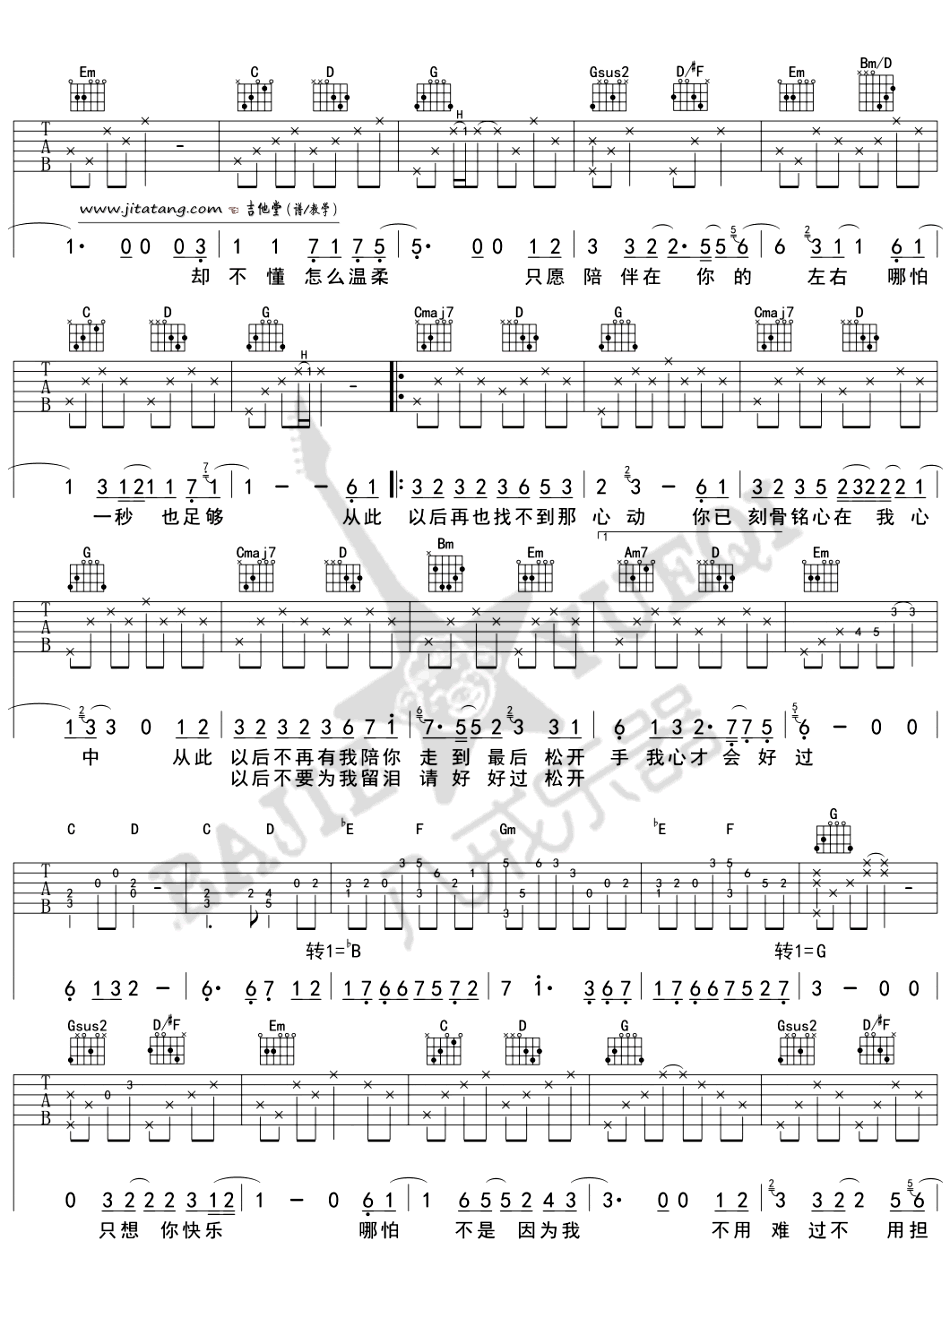 Em C D G Gsus2 D/#F Em Bm/D
H
www.jitatang.com 吉他堂（谱/教学）
1· 0 0 0 3 1 1 7 1 7 5 5· 0 0 1 2 3 3 2 2 2· 5 5 6 6 3 1 1 6 1
却 不 懂 怎么温柔 只愿 陪 伴在 你 的 左右 哪怕
C D G Cmaj7 D G Cmaj7 D
H
1 3 1 2 1 1 7 1 1 - - 6 1 3 2 3 2 3 6 5 3 2 3 - 6 1 3 2 3 5 2 3 2 2 2 1
一秒 也足够 从此 以后再也找不到那 心 动 你已 刻骨铭心在 我 心
1
G Cmaj7 D Bm Em Am7 D Em
4 5 3 3
1 3 3 0 1 2 3 2 3 2 3 6 7 1 7· 5 5 2 3 3 1 6 1 3 2· 7 7 5 6 - 0 0
中 从此 以后不再有我陪你 走 到 最后 松开 手 我心才 会 好 过
以后不要为我留泪 请 好 好过 松开
C D C D bE F Gm bE F G
转1=bB 转1=G
6 1 3 2 - 6· 6 7 1 2 1 7 6 6 7 5 7 2 7 1· 3 6 7 1 7 6 6 7 5 2 7 3 - 0 0
Gsus2 D/#F Em C D G Gsus2 D/#F
0 3
0 3 2 2 2 3 1 2 1 - 0 6 1 1 6 5 5 2 4 3 3· 0 0 1 2 3 3 2 2 5 6
只想 你快乐 哪怕 不是 因为我 不用 难 过不 用担